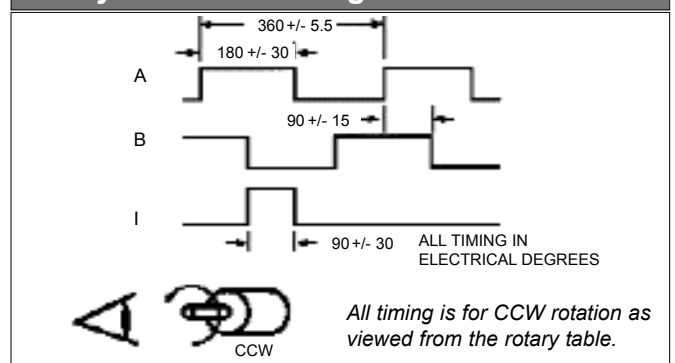 360 +/- 5.5
180 +/- 30
A
90 +/- 15
B
I
90 +/- 30
ALL TIMING IN
ELECTRICAL DEGREES
All timing is for CCW rotation as
viewed from the rotary table.
CCW